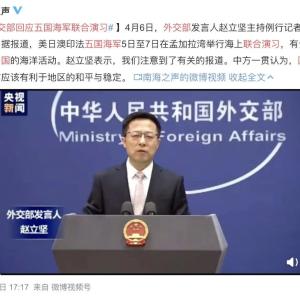 声
交部回应五国海军联合演习# 】4月6日，外交部发言人赵立坚主持例行记者
据报道，美日澳印法五国海军5日至7日在孟加拉湾举行海上联合演习，有
国的海洋活动。赵立坚表示，我们注意到了有关的报道。中方一贯认为，
应该有利于地区的和平与稳定。 南海之声的微博视频 收起全文
央视
新闻
中华人民共和国外交部
Ministry of Foreign Affairs
外交部发言人
赵立坚
日 17:17 来自 微博视频号